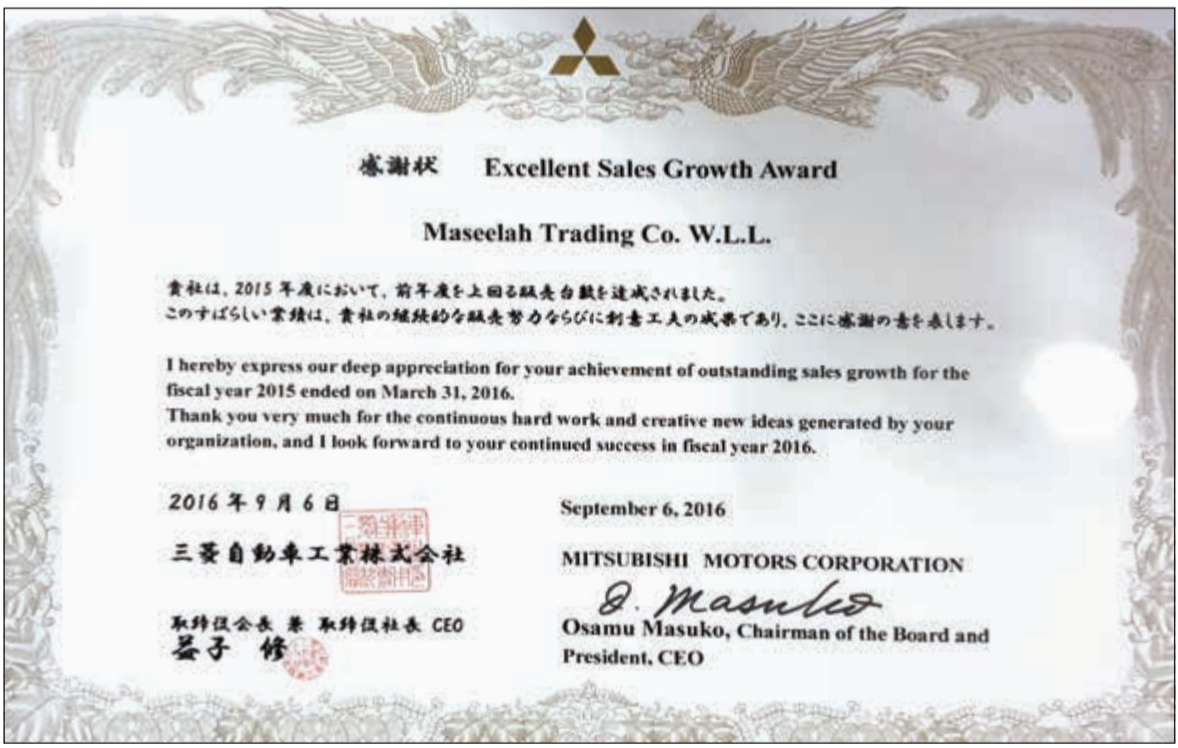 感謝状 Excellent Sales Growth Award
Maseelah Trading Co. W.L.L.
貴社は、2015 年度において、前年度を上回る販売台数を達成されました。
このすばらしい業績は、貴社の継続的な販売努力ならびに創意工夫の成果であり、ここに感謝の意を表します。
I hereby express our deep appreciation for your achievement of outstanding sales growth for the
fiscal year 2015 ended on March 31, 2016.
Thank you very much for the continuous hard work and creative new ideas generated by your
organization, and I look forward to your continued success in fiscal year 2016.
2016 年 9 月 6 日
三菱自動車工業株式会社
取締役会長 兼 取締役社長 CEO
益子 修
September 6, 2016
MITSUBISHI MOTORS CORPORATION
O. Masuko
Osamu Masuko, Chairman of the Board and
President, CEO